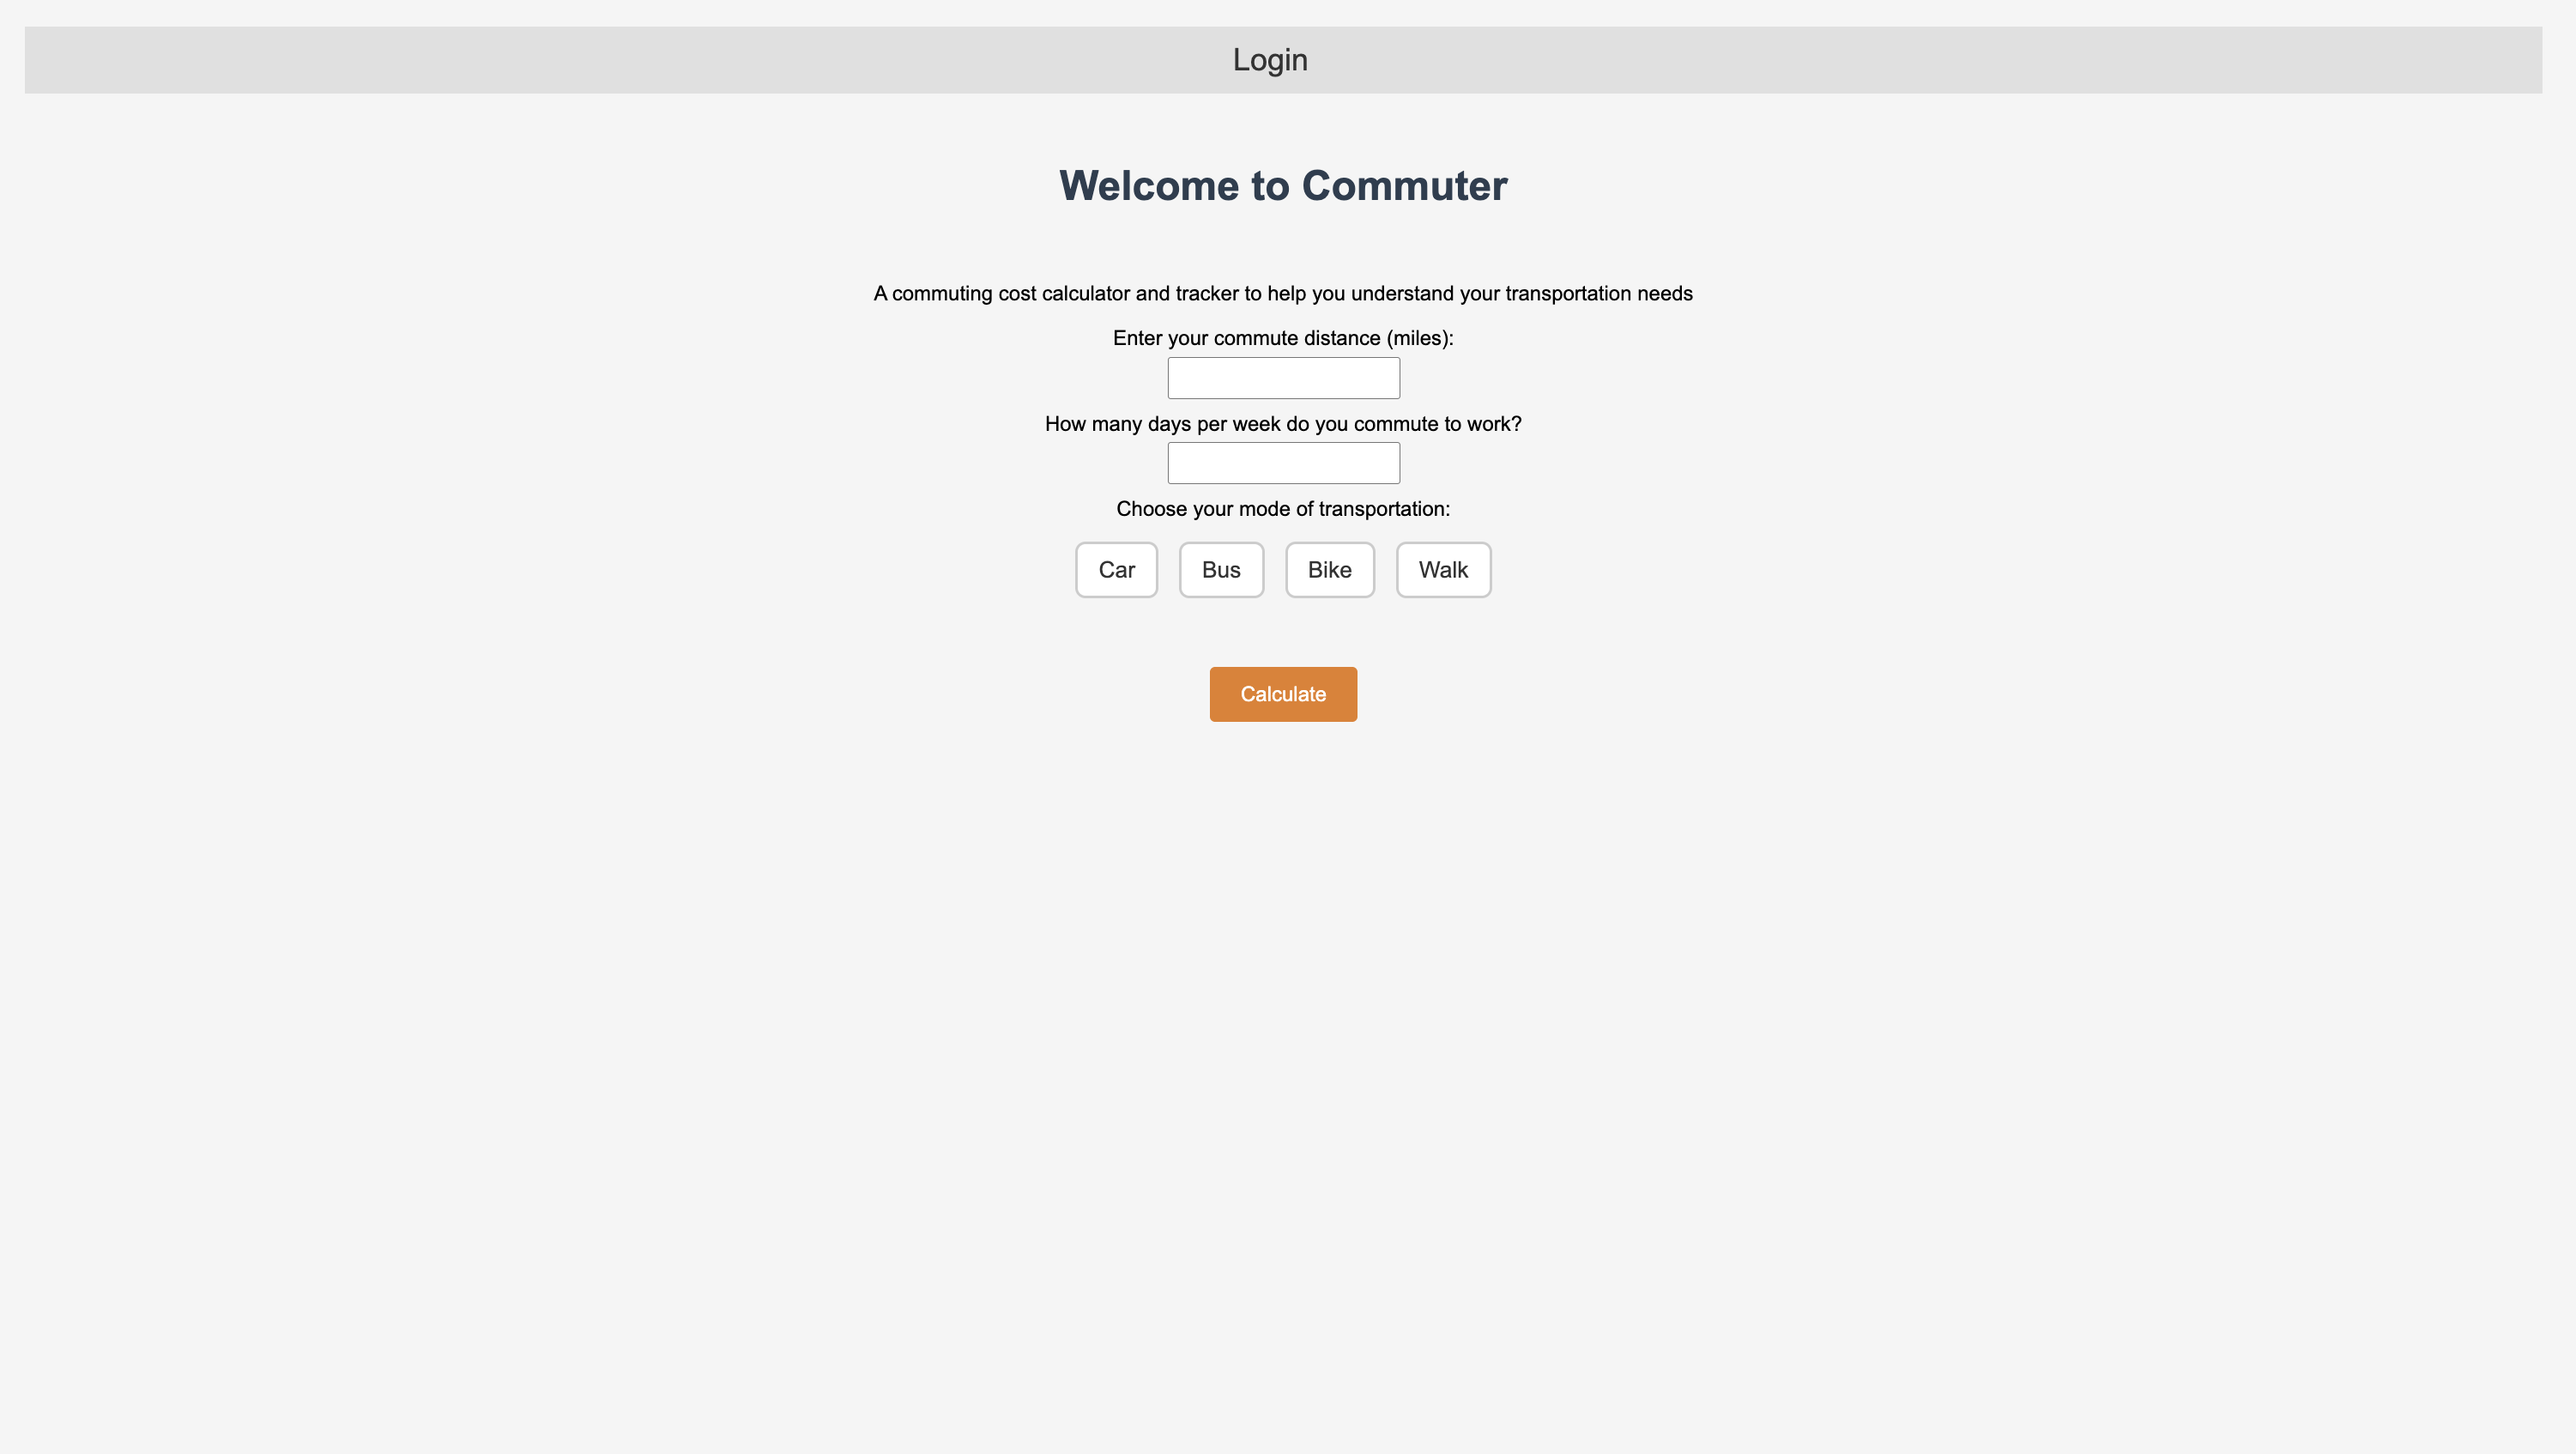 Login
Welcome to Commuter
A commuting cost calculator and tracker to help you understand your transportation needs
Enter your commute distance (miles):
How many days per week do you commute to work?
Choose your mode of transportation:
Car Bus Bike Walk
Calculate